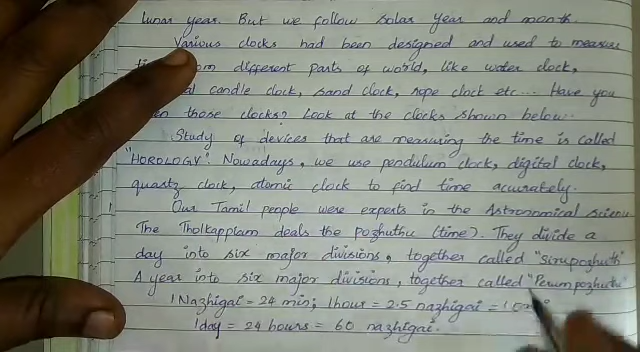 lunar year. But we follow solar year and month.
Various clocks had been designed and used to measure
from different parts of world, like water clock,
candle clock, sand clock, rope clock etc... Have you
those clocks? Look at the clocks shown below..
Study of devices that are measuring the time is called
"HOROLOGY". Nowadays, we use pendulum clock, digital clock,
quartz clock, atomic clock to find time accurately.
Our Tamil people were experts in the Astronomical science
The Tholkappiam deals the pozhuthu (time). They divide a
day into six major divisions, together called "Sirupozhuthu"
A year into six major divisions, together called "Perumpozhuthu"
1 Nazhigai = 24 min; 1 hour = 2.5 nazhigai = 1
1 day = 24 hours = 60 nazhigai.